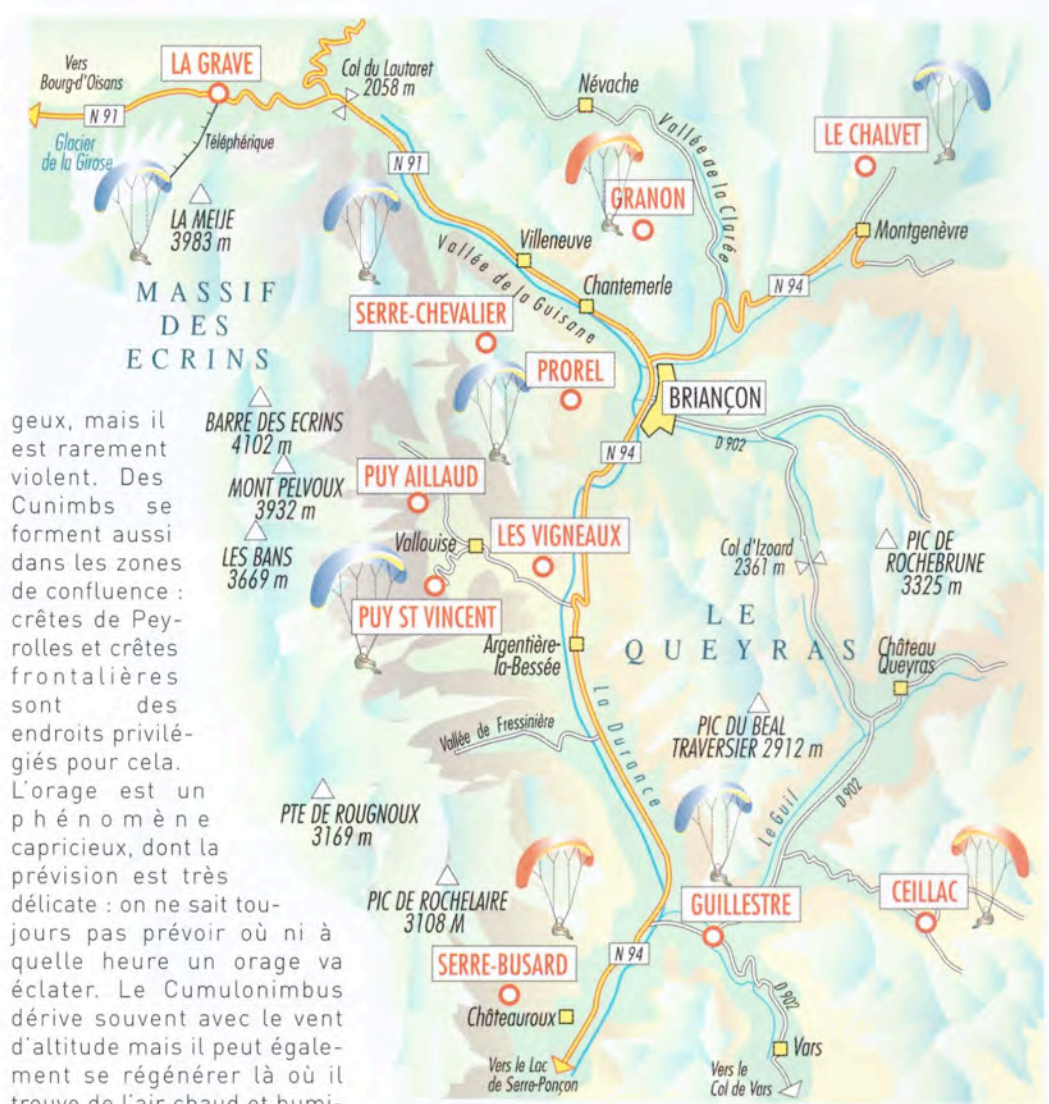 Vers
Bourg-d'Oisans
LA GRAVE
Col du Lautaret
2058 m
N 91
Glacier
de la Girose
Téléphérique
LA MEIJE
3983 m
N 91
Névache
Vallée de la Clarée
GRANON
LE CHALVET
Montgenèvre
N 94
Villeneuve
Vallée de la Guisane
Chantemerle
MASSIF
DES
ECRINS
SERRE-CHEVALIER
PROREL
BRIANÇON
D 902
N 94
BARRE DES ECRINS
4102 m
MONT PELVOUX
3932 m
LES BANS
3669 m
PUY AILLAUD
Vallouise
LES VIGNEAUX
PUY ST VINCENT
Argentière-
la-Bessée
Col d'Izoard
2361 m
PIC DE
ROCHEBRUNE
3325 m
LE
QUEYRAS
Château
Queyras
La Durance
Vallée de Fressinière
PIC DU BEAL
TRAVERSIER 2912 m
Le Guil
D 902
PTE DE ROUGNOUX
3169 m
PIC DE ROCHELAIRE
3108 M
GUILLESTRE
CEILLAC
SERRE-BUSARD
N 94
D 902
Châteauroux
Vars
Vers le Lac
de Serre-Ponçon
Vers le
Col de Vars
geux, mais il
est rarement
violent. Des
Cunimbs se
forment aussi
dans les zones
de confluence :
crêtes de Pey-
rolles et crêtes
frontalières
sont des
endroits privilé-
giés pour cela.
L'orage est un
phénomène
capricieux, dont la
prévision est très
délicate : on ne sait tou-
jours pas prévoir où ni à
quelle heure un orage va
éclater. Le Cumulonimbus
dérive souvent avec le vent
d'altitude mais il peut égale-
ment se régénérer là où il
trouve de l'air chaud et humi-